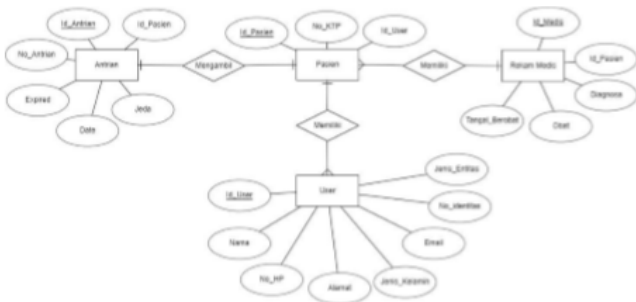 Id_Antrian
Id_Pasien
No_Antrian
Antrian
Expired
Date
Jeda
Mengambil
Id_Pasien
No_KTP
Id_User
Pasien
Memiliki
Id_Medis
Rekam Medis
Id_Pasien
Diagnosa
Obat
Tanggal_Berobat
Memiliki
User
Id_User
Nama
No_HP
Alamat
Jenis_Kelamin
Email
No_Identitas
Jenis_Entitas